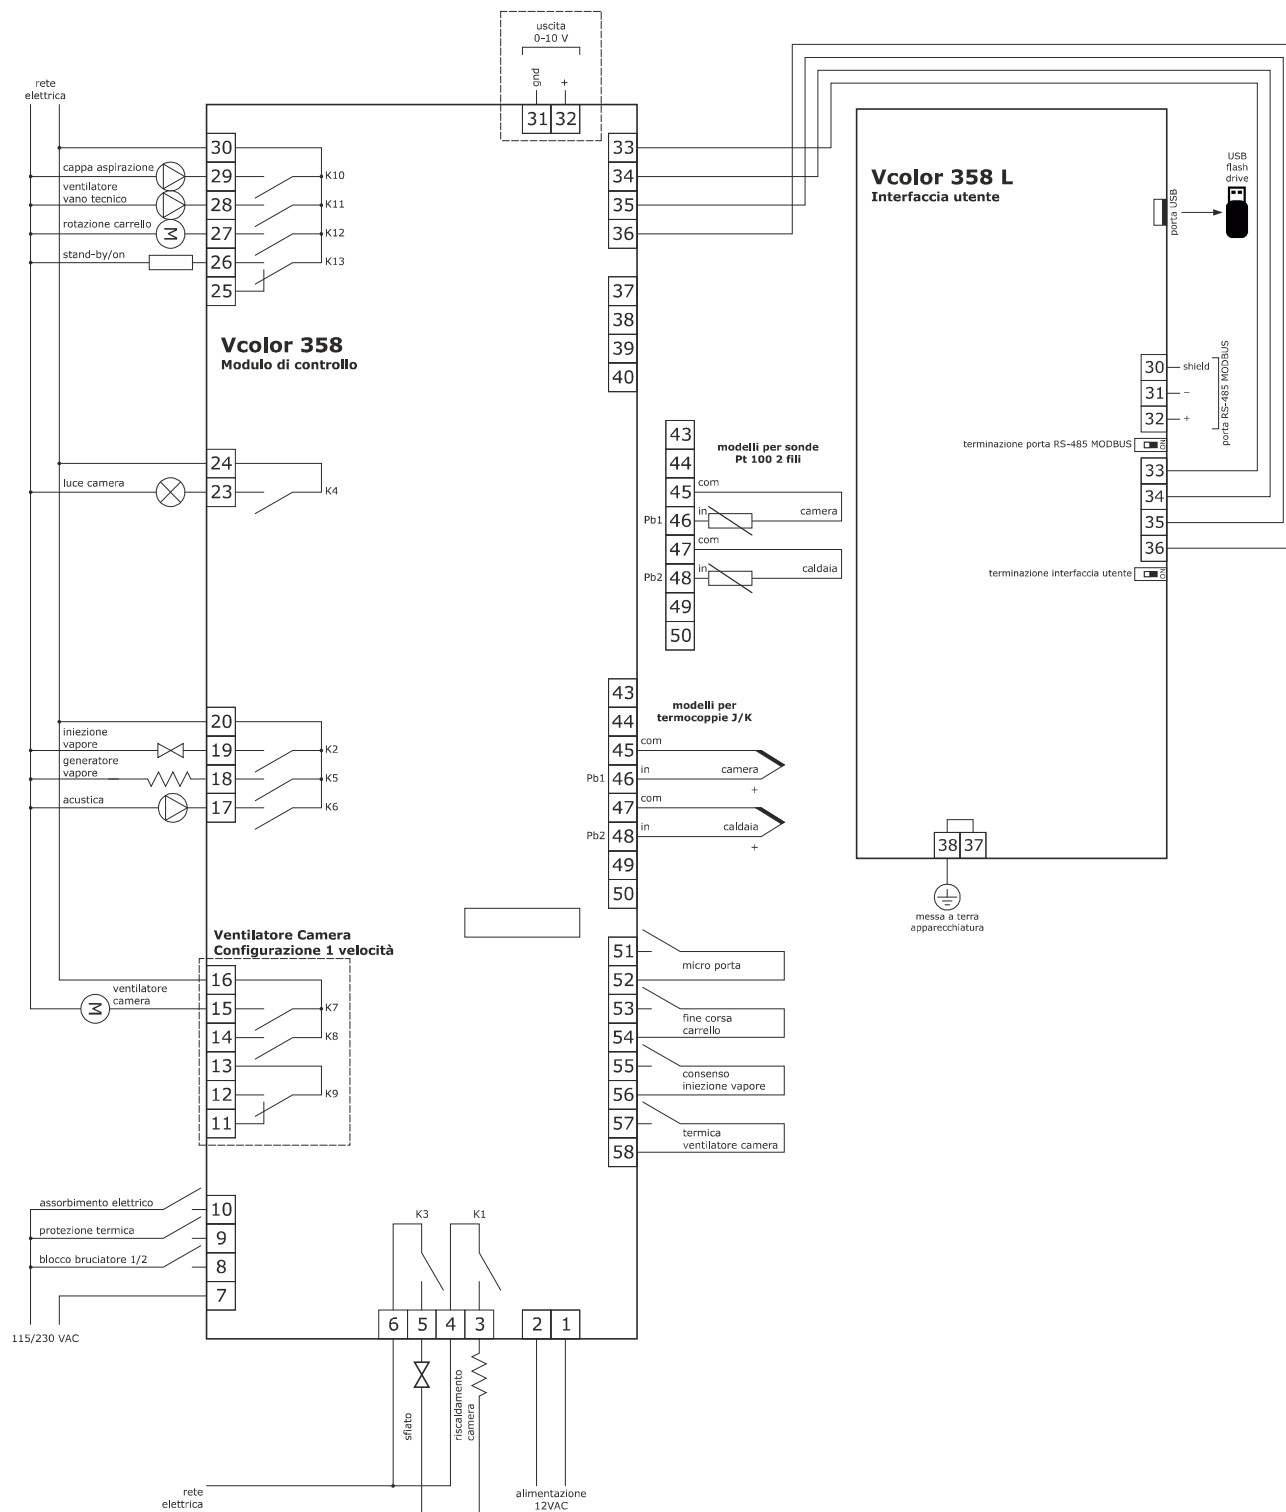 uscita
0-10 V
gnd
+
31 32
rete
elettrica
30
cappa aspirazione
29
K10
ventilatore
vano tecnico
28
K11
rotazione carrello
M
27
K12
stand-by/on
26
K13
25
Vcolor 358
Modulo di controllo
24
luce camera
23
K4
20
iniezione
vapore
19
K2
generatore
vapore
18
K5
acustica
17
K6
Ventilatore Camera
Configurazione 1 velocità
16
ventilatore
camera
M
15
K7
14
K8
13
12
K9
11
assorbimento elettrico
10
protezione termica
9
blocco bruciatore 1/2
8
7
115/230 VAC
K3
K1
6 5 4 3 2 1
sfiato
riscaldamento
camera
rete
elettrica
alimentazione
12VAC
33
34
35
36
37
38
39
40
43
44
45
46
47
48
49
50
modelli per sonde
Pt 100 2 fili
com
Pb1
in
camera
com
Pb2
in
caldaia
43
44
45
46
47
48
49
50
modelli per
termocoppie J/K
com
Pb1
in
camera
+
com
Pb2
in
caldaia
+
51
micro porta
52
53
fine corsa
carrello
54
55
consenso
iniezione vapore
56
57
termica
ventilatore camera
58
Vcolor 358 L
Interfaccia utente
porta USB
USB
flash
drive
30
shield
31
−
32
+
porta RS-485 MODBUS
terminazione porta RS-485 MODBUS
ON
33
34
35
36
terminazione interfaccia utente
ON
38 37
messa a terra
apparecchiatura